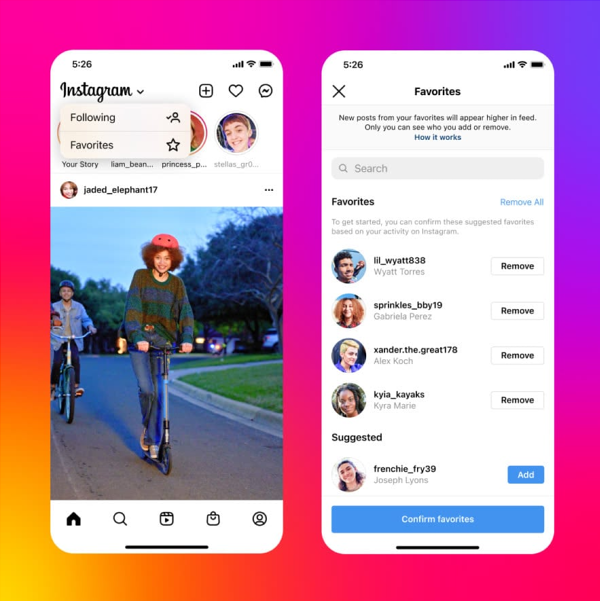 5:26
Instagram
Following
Favorites
Your Story liam_bean... princess_p... stellas_gr0...
jaded_elephant17
5:26
Favorites
New posts from your favorites will appear higher in feed.
Only you can see who you add or remove.
How it works
Search
Favorites Remove All
To get started, you can confirm these suggested favorites
based on your activity on Instagram.
lil_wyatt838
Wyatt Torres
Remove
sprinkles_bby19
Gabriela Perez
Remove
xander.the.great178
Alex Koch
Remove
kyia_kayaks
Kyra Marie
Remove
Suggested
frenchie_fry39
Joseph Lyons
Add
Confirm favorites